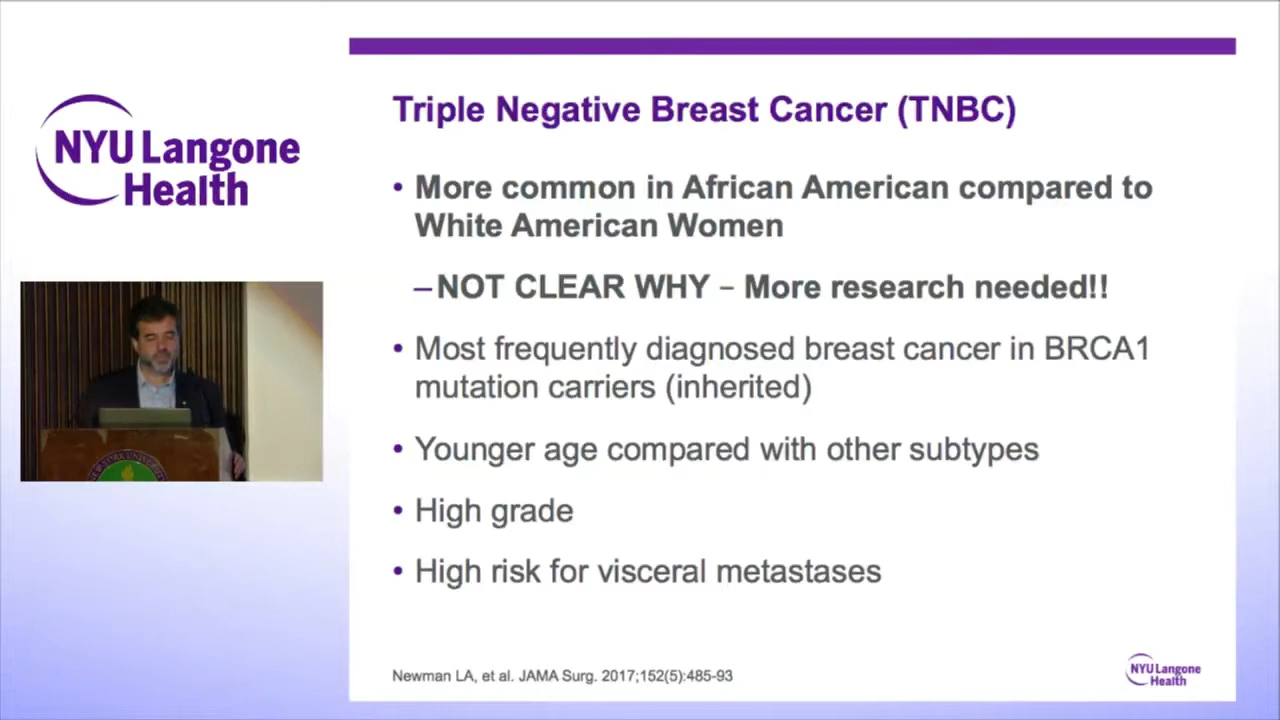 NYU Langone
Health
Triple Negative Breast Cancer (TNBC)
• More common in African American compared to
White American Women
–NOT CLEAR WHY – More research needed!!
• Most frequently diagnosed breast cancer in BRCA1
mutation carriers (inherited)
• Younger age compared with other subtypes
• High grade
• High risk for visceral metastases
Newman LA, et al. JAMA Surg. 2017;152(5):485-93
NYU Langone
Health